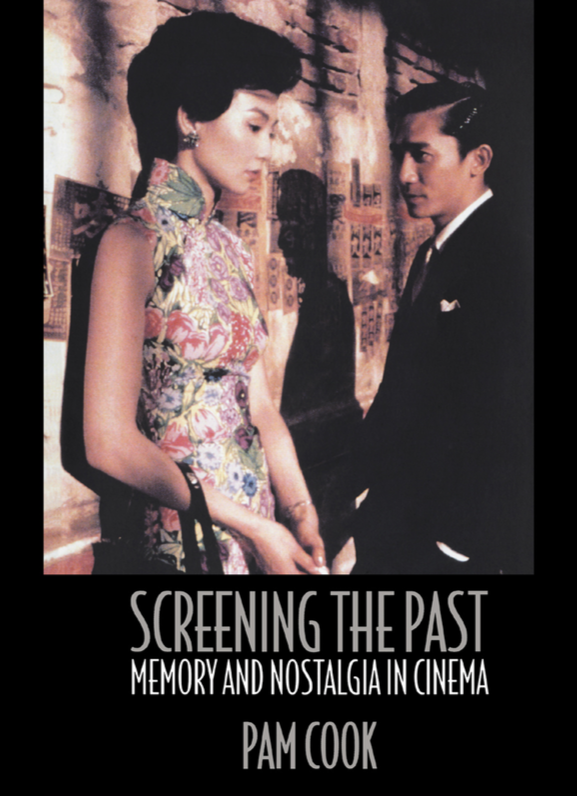 SCREENING THE PAST
MEMORY AND NOSTALGIA IN CINEMA
PAM COOK